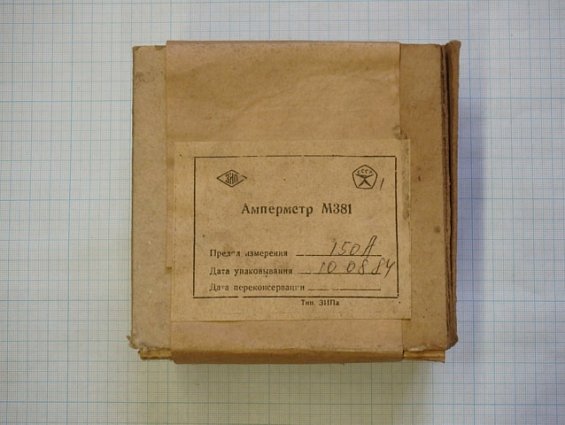 ЗИП СССР
Амперметр М381
Предел измерения 150А
Дата упаковывания 10 08 84
Дата переконсервации
Тип. ЗИПа